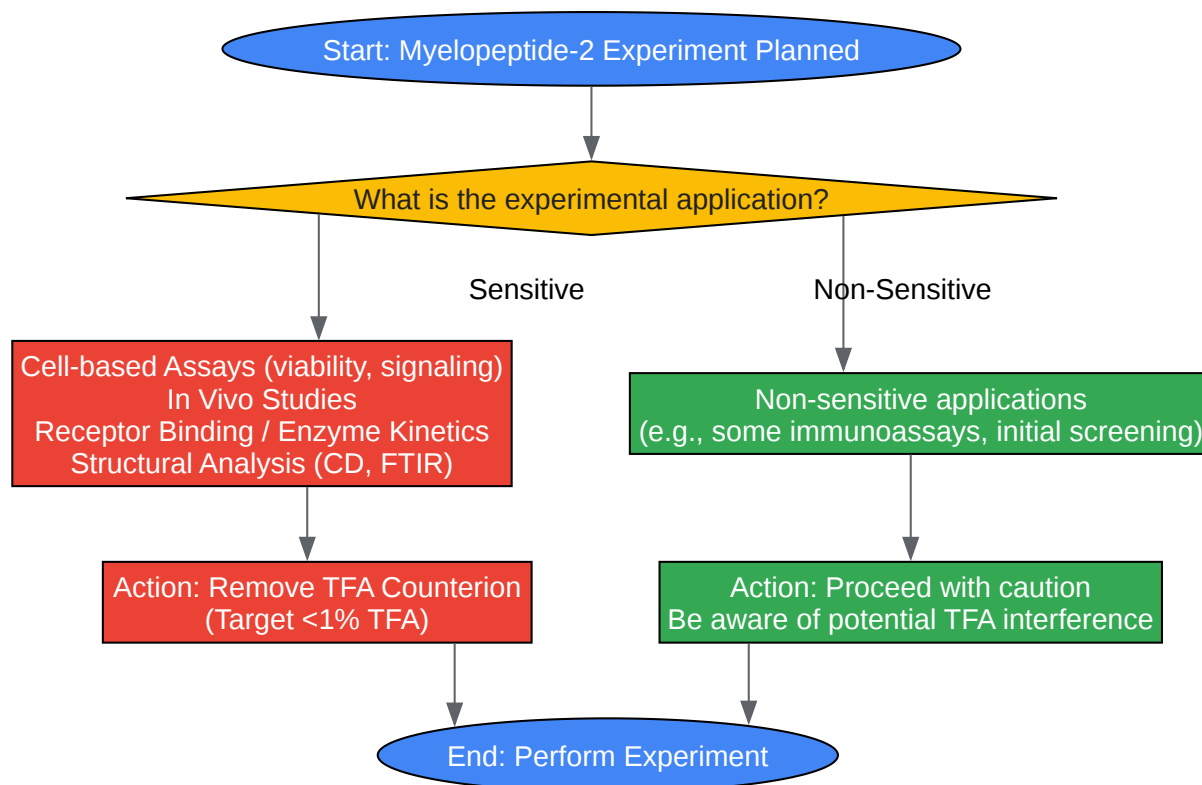 Start: Myelopeptide-2 Experiment Planned
What is the experimental application?
Sensitive
Non-Sensitive
Cell-based Assays (viability, signaling)
In Vivo Studies
Receptor Binding / Enzyme Kinetics
Structural Analysis (CD, FTIR)
Non-sensitive applications
(e.g., some immunoassays, initial screening)
Action: Remove TFA Counterion
(Target <1% TFA)
Action: Proceed with caution
Be aware of potential TFA interference
End: Perform Experiment